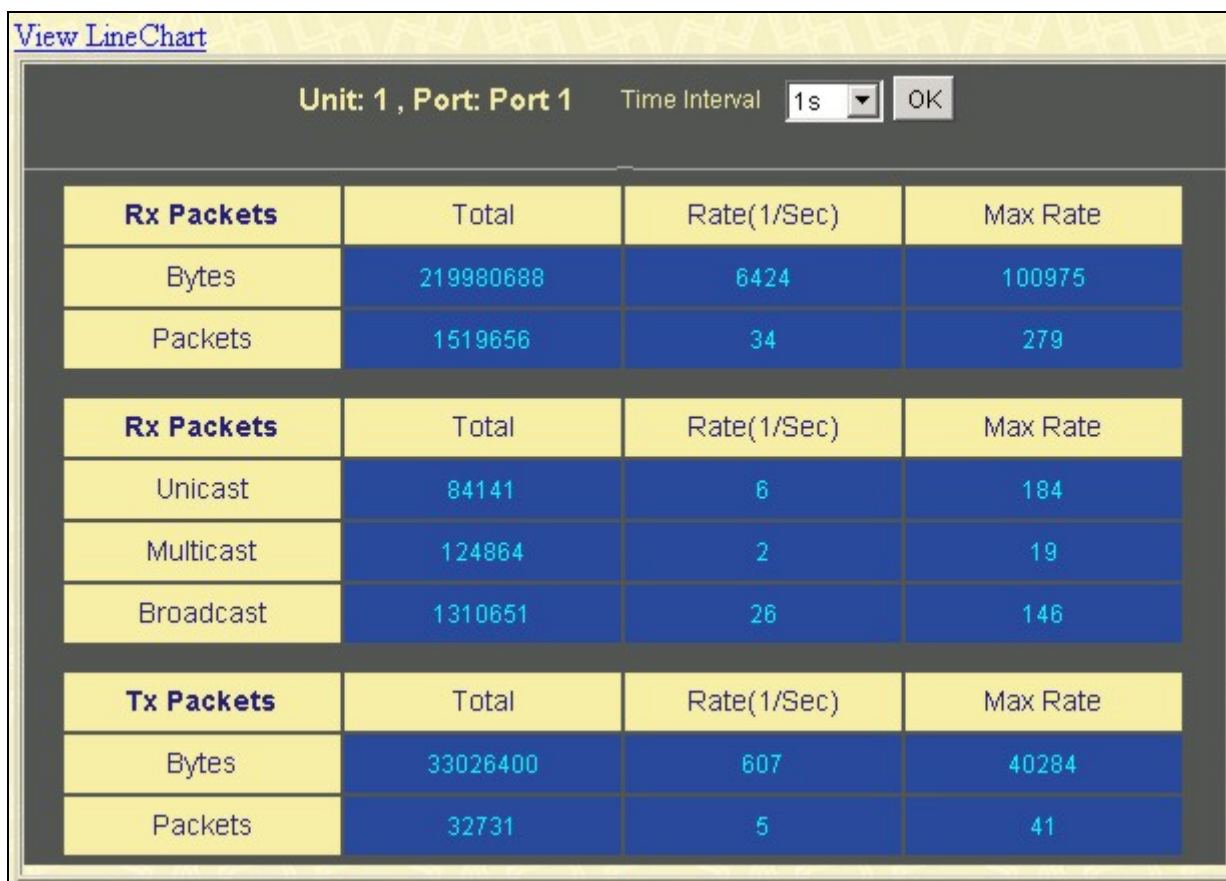 View LineChart
Unit: 1 , Port: Port 1 Time Interval 1s OK
Rx Packets Total Rate(1/Sec) Max Rate
Bytes 219980688 6424 100975
Packets 1519656 34 279
Rx Packets Total Rate(1/Sec) Max Rate
Unicast 84141 6 184
Multicast 124864 2 19
Broadcast 1310651 26 146
Tx Packets Total Rate(1/Sec) Max Rate
Bytes 33026400 607 40284
Packets 32731 5 41